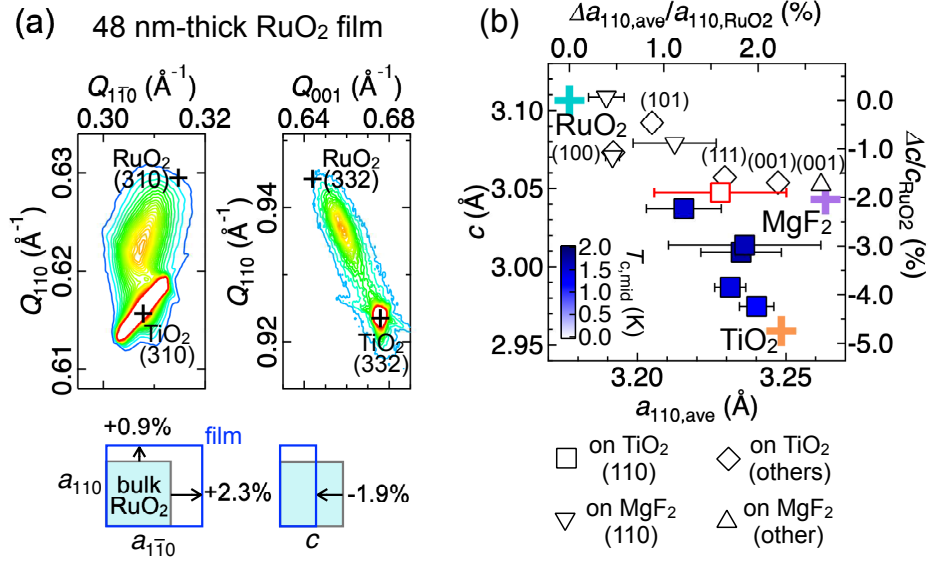 (a) 48 nm-thick RuO₂ film
Q₁₁̅₀ (Å⁻¹)
0.30 0.32
Q₁₁₀ (Å⁻¹)
0.63
0.62
0.61
RuO₂
(310)
TiO₂
(310)
Q₀₀₁ (Å⁻¹)
0.64 0.68
Q₁₁₀ (Å⁻¹)
0.94
0.92
RuO₂
(332)
TiO₂
(332)
+0.9%
film
a₁₁₀
bulk
RuO₂
+2.3%
a₁₁̅₀
-1.9%
c
(b)
Δa₁₁₀,ave/a₁₁₀,RuO2 (%)
0.0 1.0 2.0
c (Å)
3.10
3.05
3.00
2.95
Δc/cRuO2 (%)
0.0
-1.0
-2.0
-3.0
-4.0
-5.0
RuO₂
(101)
(100)
(111) (001) (001)
MgF₂
TiO₂
2.0
1.5
1.0
0.5
0.0
Tc,mid (K)
3.20 3.25
a₁₁₀,ave (Å)
on TiO₂
(110)
on TiO₂
(others)
on MgF₂
(110)
on MgF₂
(other)